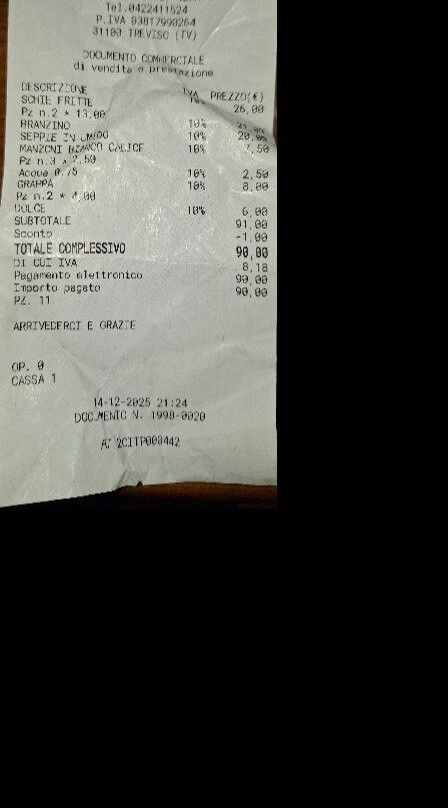 Tel.0422411524
P.IVA 03817990264
31100 TREVISO (TV)
DOCUMENTO COMMERCIALE
di vendita o prestazione
DESCRIZIONE IVA PREZZO(€)
SCHIE FRITTE 10% 26,00
Pz n.2 * 13,00
BRANZINO 10%
SEPPIE IN UMIDO 10% 20,00
MANZONI BIANCO CALICE 10% 7,50
Pz n.3 * 2,50
Acqua 0.75 10% 2,50
GRAPPA 10% 8,00
Pz n.2 * 4,00
DOLCE 10% 6,00
SUBTOTALE 91,00
Sconto -1,00
TOTALE COMPLESSIVO 90,00
DI CUI IVA 8,18
Pagamento elettronico 90,00
Importo pagato 90,00
PZ. 11
ARRIVEDERCI E GRAZIE
OP. 0
CASSA 1
14-12-2025 21:24
DOCUMENTO N. 1998-0020
2CITP000442